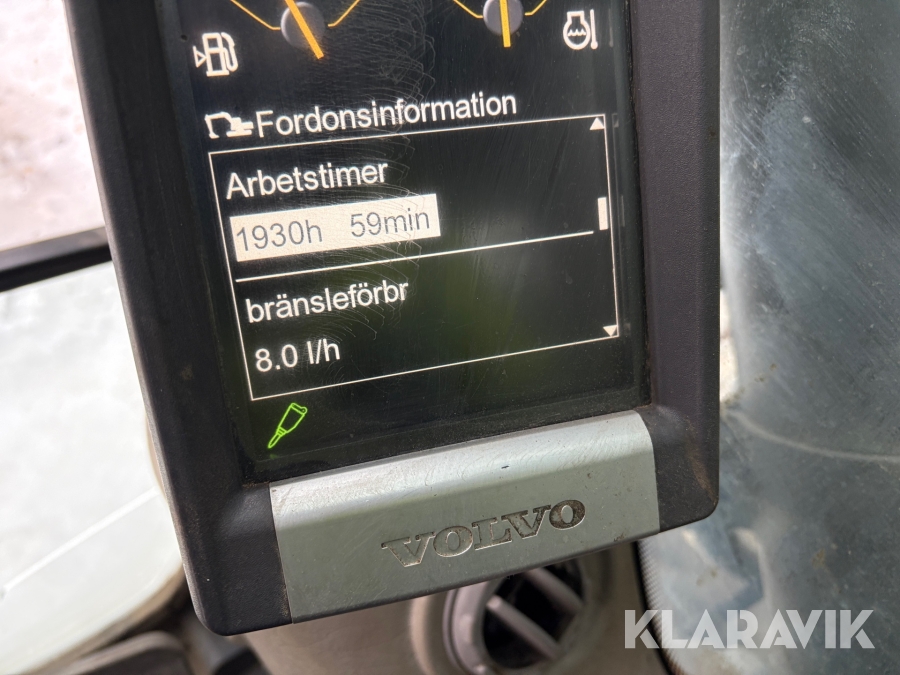 Fordonsinformation
Arbetstimer
1930h 59min
bränsleförbr
8.0 l/h
VOLVO
KLARAVIK